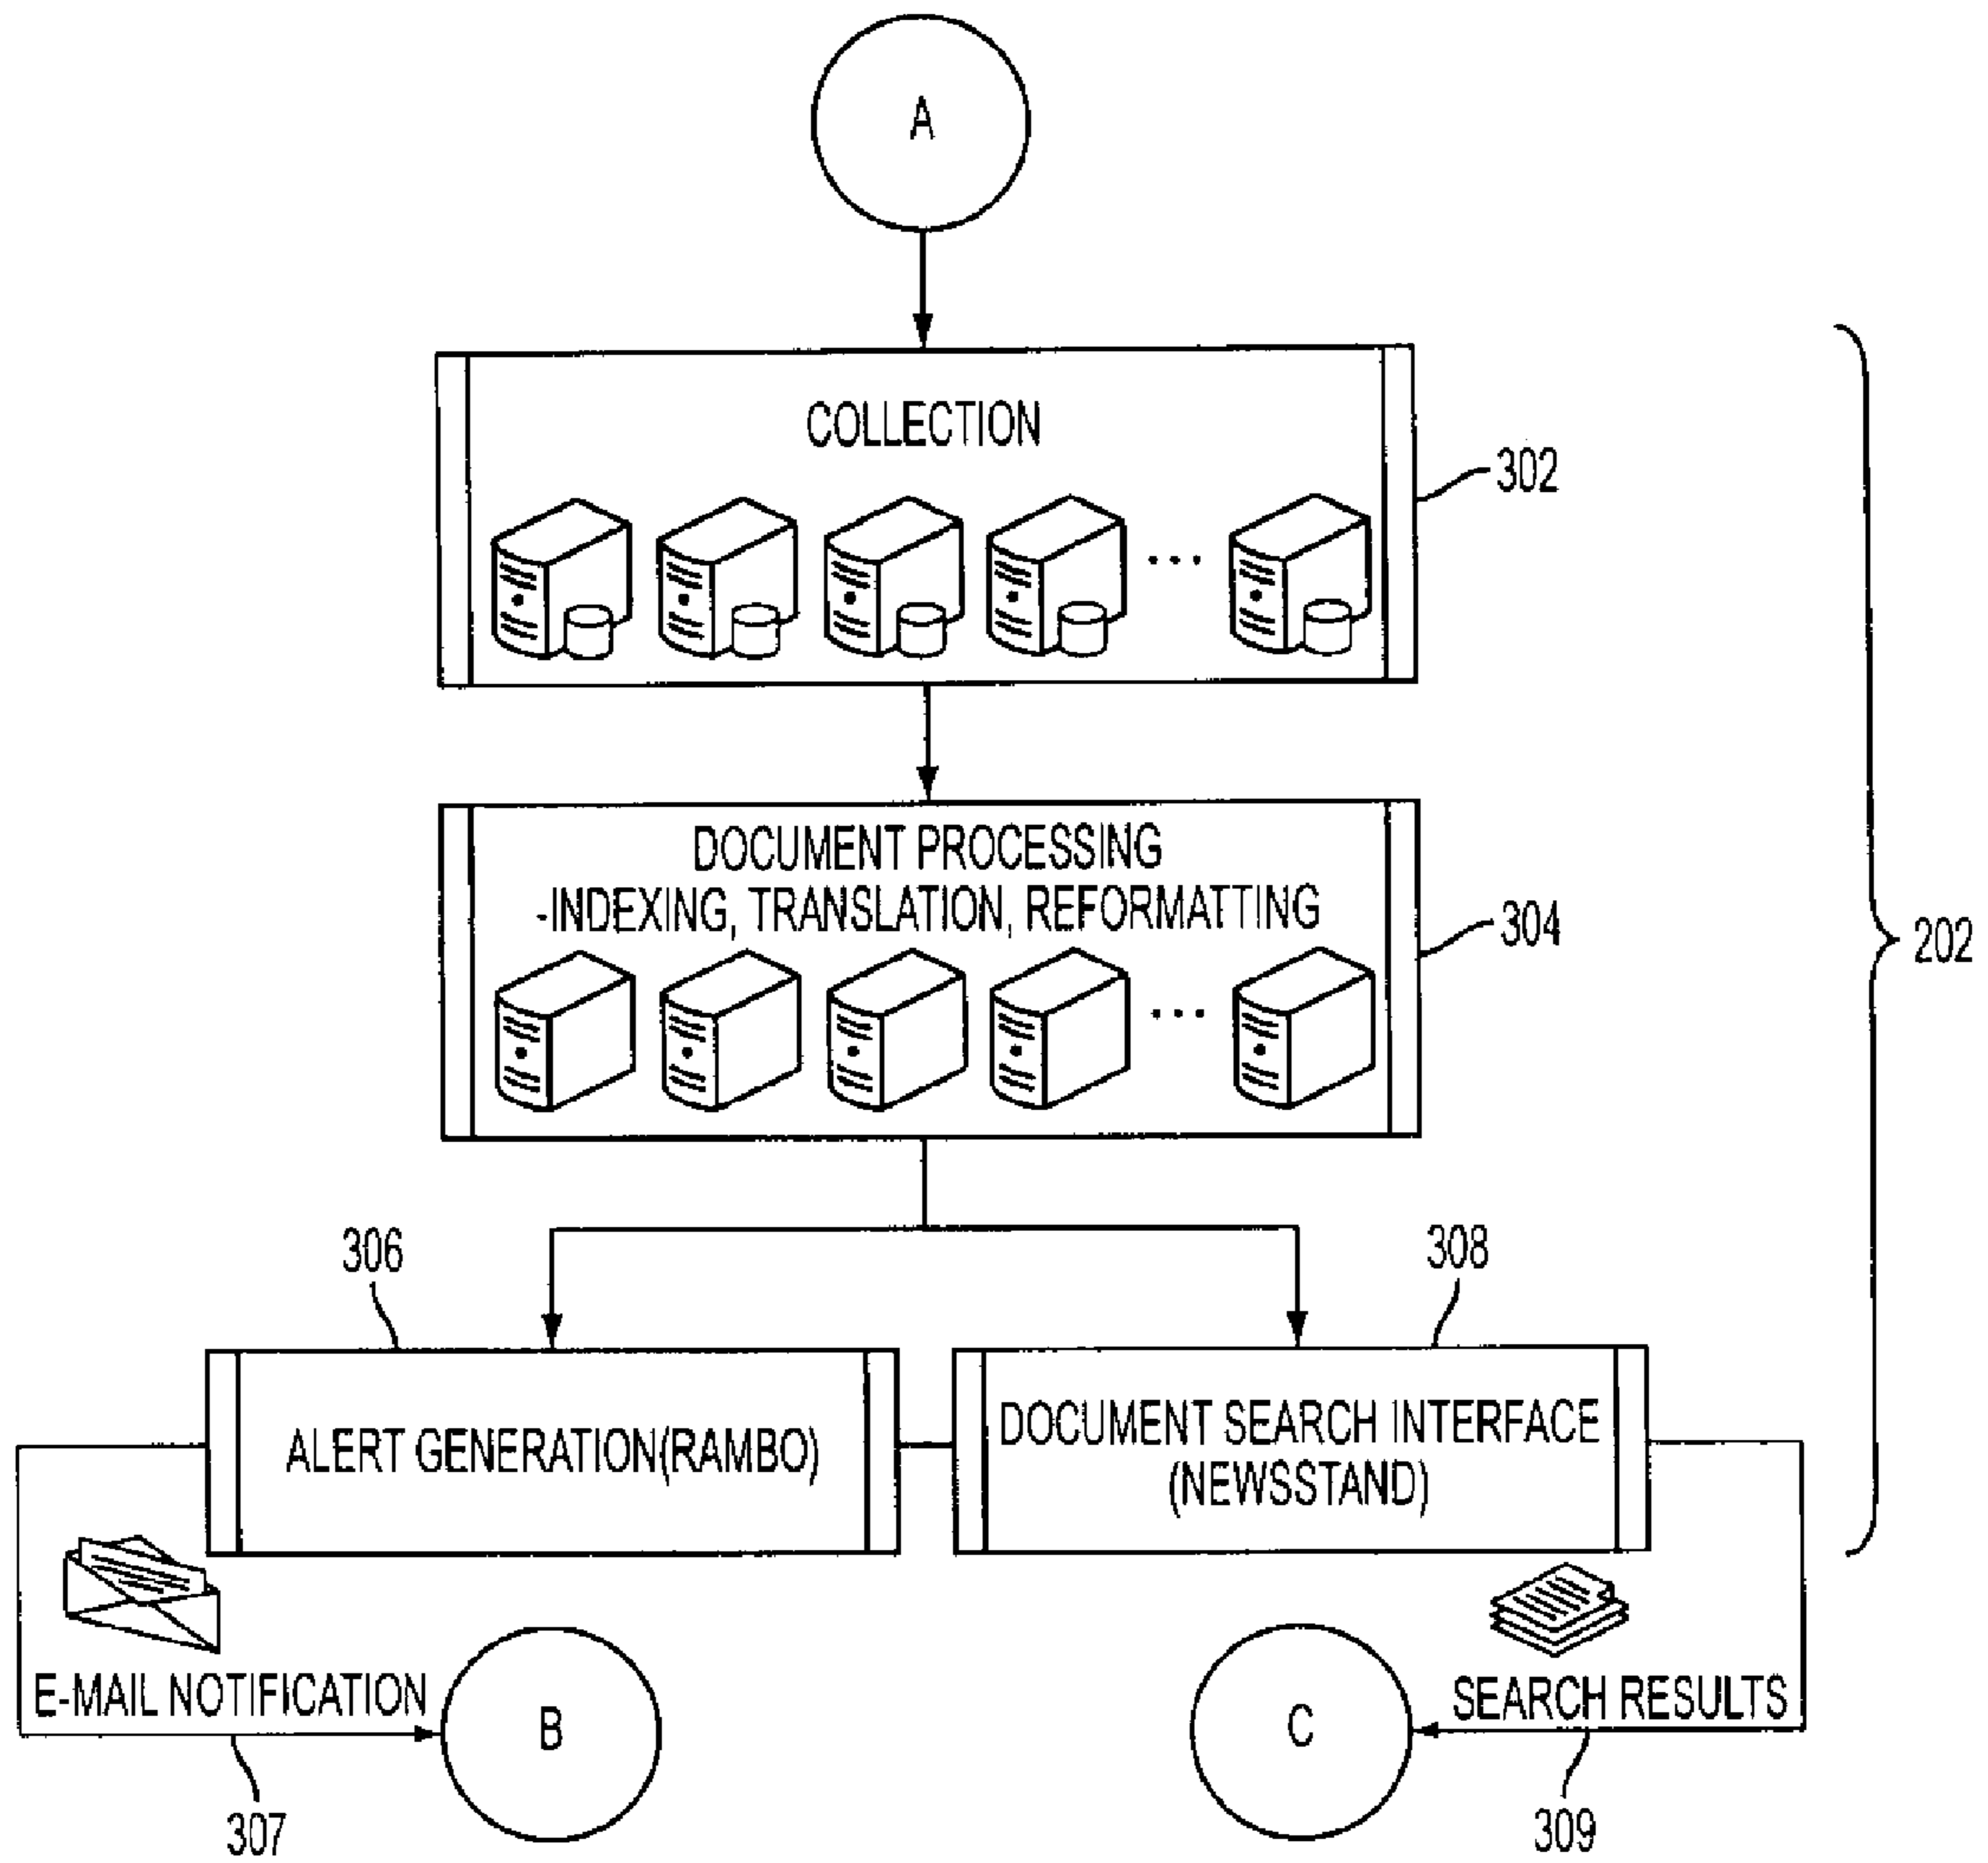 A
COLLECTION
302
DOCUMENT PROCESSING
-INDEXING, TRANSLATION, REFORMATTING
304
202
306
308
ALERT GENERATION(RAMBO)
DOCUMENT SEARCH INTERFACE
(NEWSSTAND)
E-MAIL NOTIFICATION
B
C
SEARCH RESULTS
307
309